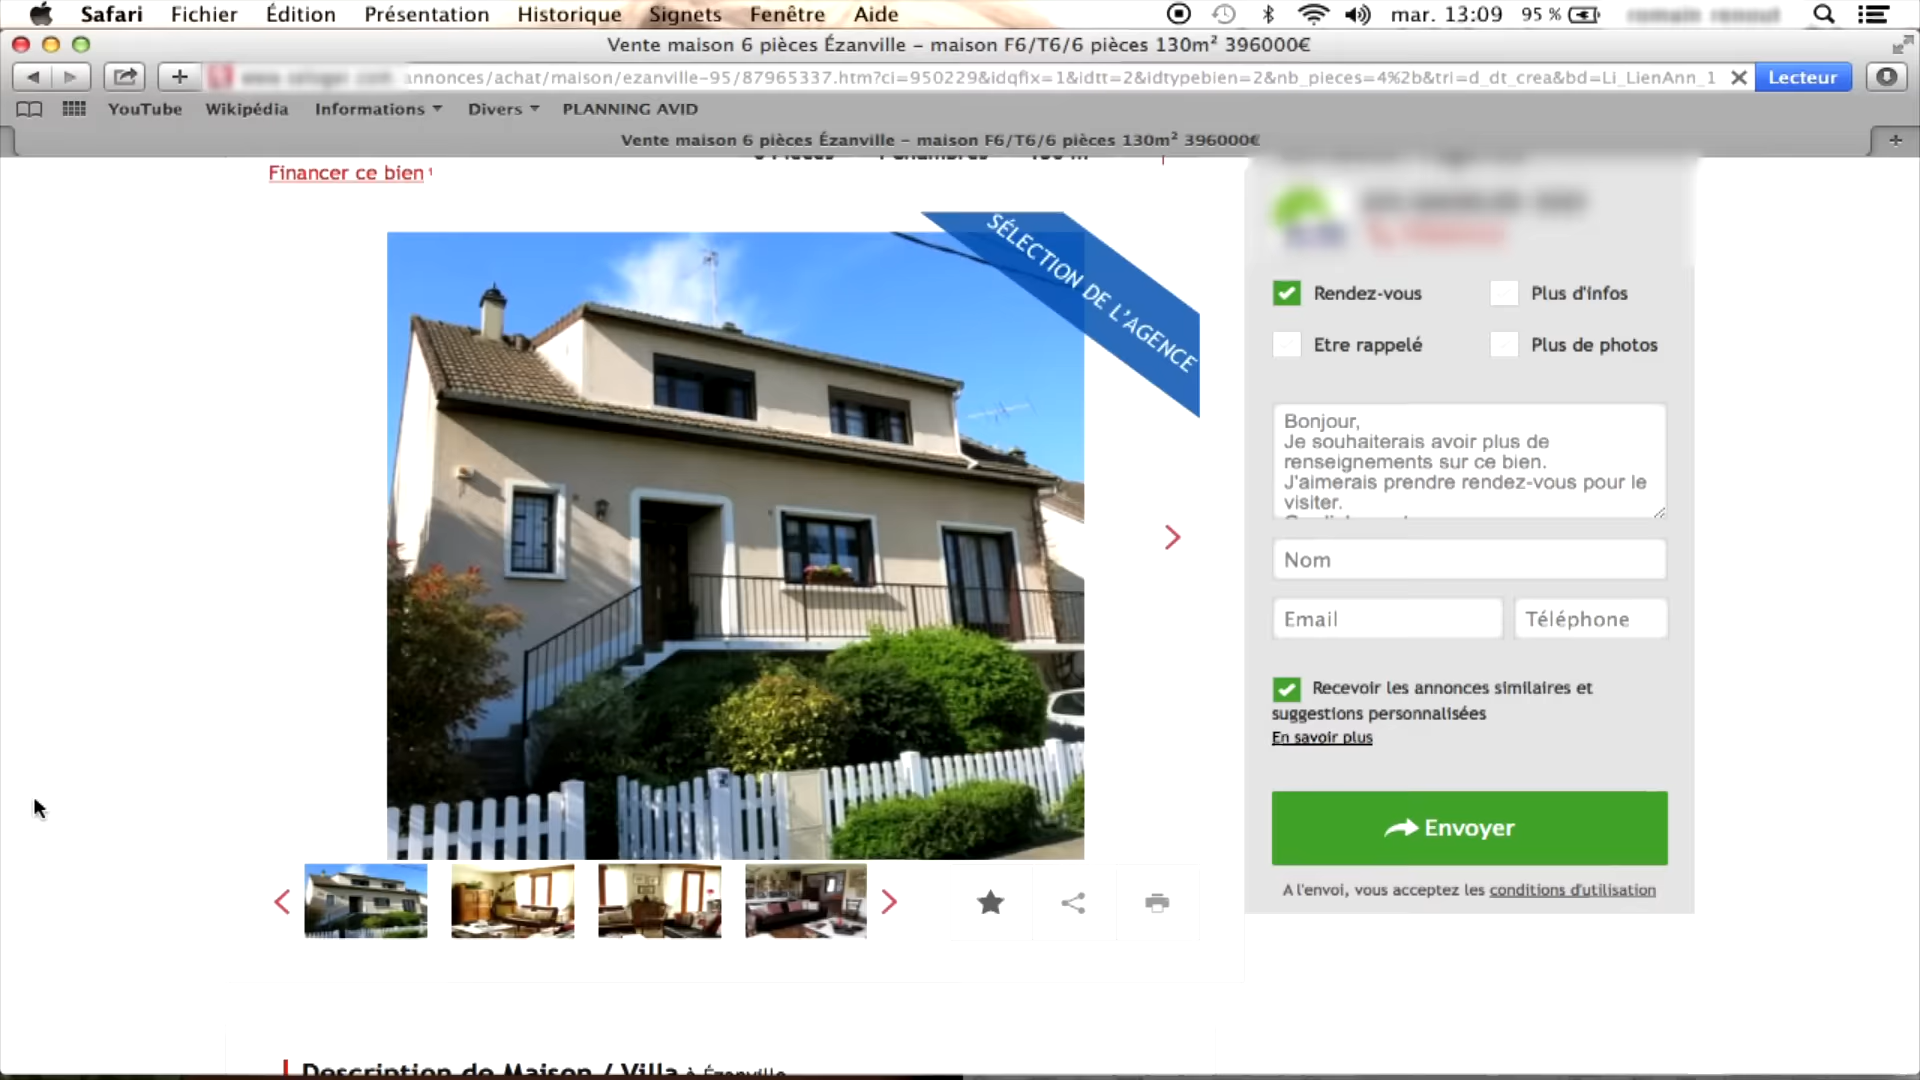 Safari Fichier Édition Présentation Historique Signets Fenêtre Aide mar. 13:09 95 %
Vente maison 6 pièces Ézanville – maison F6/T6/6 pièces 130m² 396000€
annonces/achat/maison/ezanville-95/87965337.htm?ci=950229&idqfix=1&idtt=2&idtypebien=2&nb_pieces=4%2b&tri=d_dt_crea&bd=Li_LienAnn_1 Lecteur
YouTube Wikipédia Informations Divers PLANNING AVID
Vente maison 6 pièces Ézanville – maison F6/T6/6 pièces 130m² 396000€
Financer ce bien
SÉLECTION DE L'AGENCE
Rendez-vous Plus d'infos
Etre rappelé Plus de photos
Bonjour,
Je souhaiterais avoir plus de
renseignements sur ce bien.
J'aimerais prendre rendez-vous pour le
visiter.
Nom
Email Téléphone
Recevoir les annonces similaires et
suggestions personnalisées
En savoir plus
Envoyer
A l'envoi, vous acceptez les conditions d'utilisation
Description de Maison / Villa à Ézanville